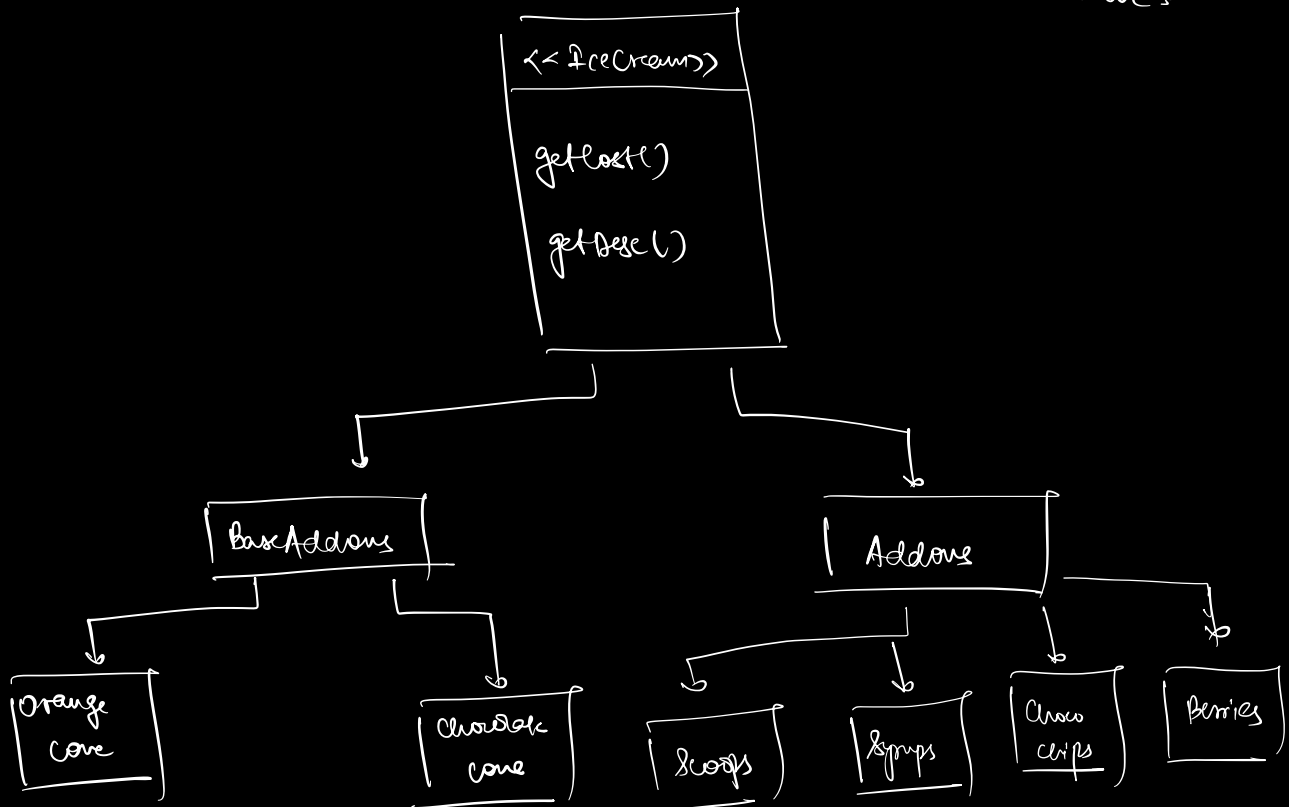 <<IceCream>>
getCost()
getDesc()
BaseAddons
Addons
Orange
cone
Chocolate
cone
Scoops
Syrups
Choco
chips
Berries